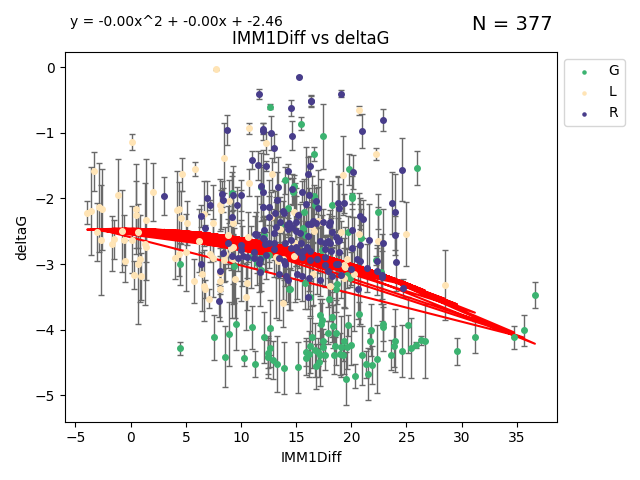 y = -0.00x^2 + -0.00x + -2.46
N = 377
IMM1Diff vs deltaG
G
L
R
0
−1
−2
−3
−4
−5
deltaG
−5 0 5 10 15 20 25 30 35
IMM1Diff